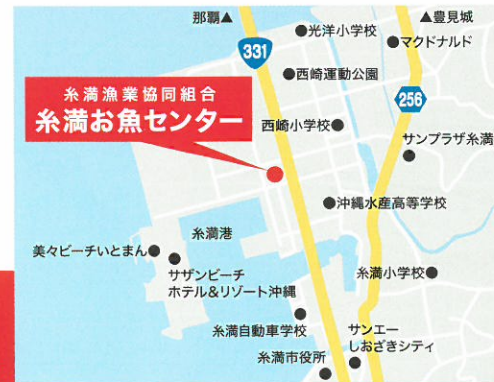 那覇▲
▲豊見城
光洋小学校
331
マクドナルド
西崎運動公園
糸満漁業協同組合
糸満お魚センター
256
西崎小学校
サンプラザ糸満
沖縄水産高等学校
糸満港
美々ビーチいとまん
サザンビーチ
ホテル&リゾート沖縄
糸満小学校
糸満自動車学校
サンエー
しおざきシティ
糸満市役所